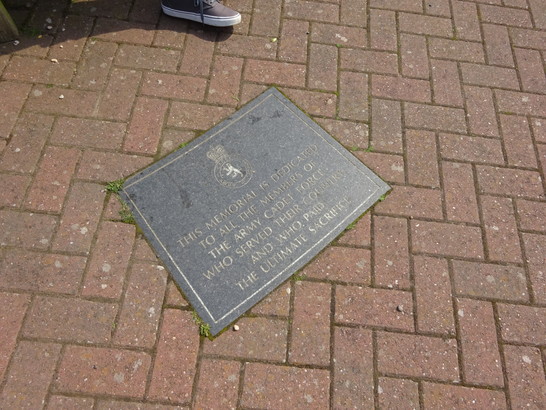 THIS MEMORIAL IS DEDICATED
TO ALL THE MEMBERS OF
THE ARMY CADET FORCE
WHO SERVED THEIR COUNTRY
AND WHO PAID
THE ULTIMATE SACRIFICE